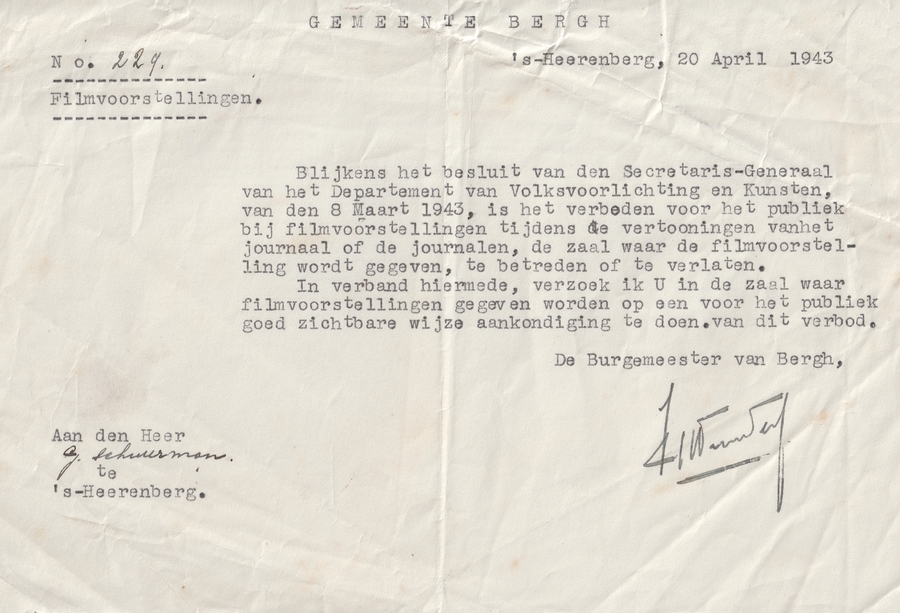 GEMEENTE BERGH
No. 229.
's-Heerenberg, 20 April 1943
Filmvoorstellingen.
Blijkens het besluit van den Secretaris-Generaal
van het Departement van Volksvoorlichting en Kunsten,
van den 8 Maart 1943, is het verboden voor het publiek
bij filmvoorstellingen tijdens de vertooningen vanhet
journaal of de journalen, de zaal waar de filmvoorstel-
ling wordt gegeven, te betreden of te verlaten.
In verband hiermede, verzoek ik U in de zaal waar
filmvoorstellingen gegeven worden op een voor het publiek
goed zichtbare wijze aankondiging te doen.van dit verbod.
De Burgemeester van Bergh,
Aan den Heer
G. Schuurman.
te
's-Heerenberg.